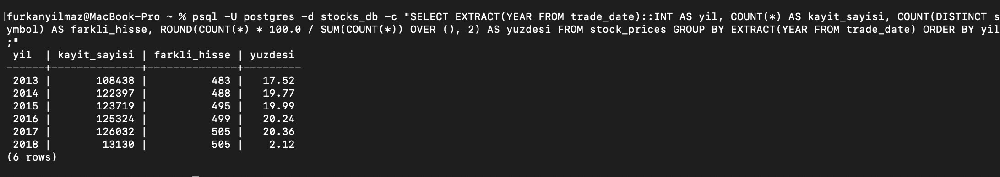 [furkanyilmaz@MacBook-Pro ~ % psql -U postgres -d stocks_db -c "SELECT EXTRACT(YEAR FROM trade_date)::INT AS yil, COUNT(*) AS kayit_sayisi, COUNT(DISTINCT s
ymbol) AS farkli_hisse, ROUND(COUNT(*) * 100.0 / SUM(COUNT(*)) OVER (), 2) AS yuzdesi FROM stock_prices GROUP BY EXTRACT(YEAR FROM trade_date) ORDER BY yil
;"
 yil  | kayit_sayisi | farkli_hisse | yuzdesi
------+--------------+--------------+---------
 2013 |       108438 |          483 |   17.52
 2014 |       122397 |          488 |   19.77
 2015 |       123719 |          495 |   19.99
 2016 |       125324 |          499 |   20.24
 2017 |       126032 |          505 |   20.36
 2018 |        13130 |          505 |    2.12
(6 rows)